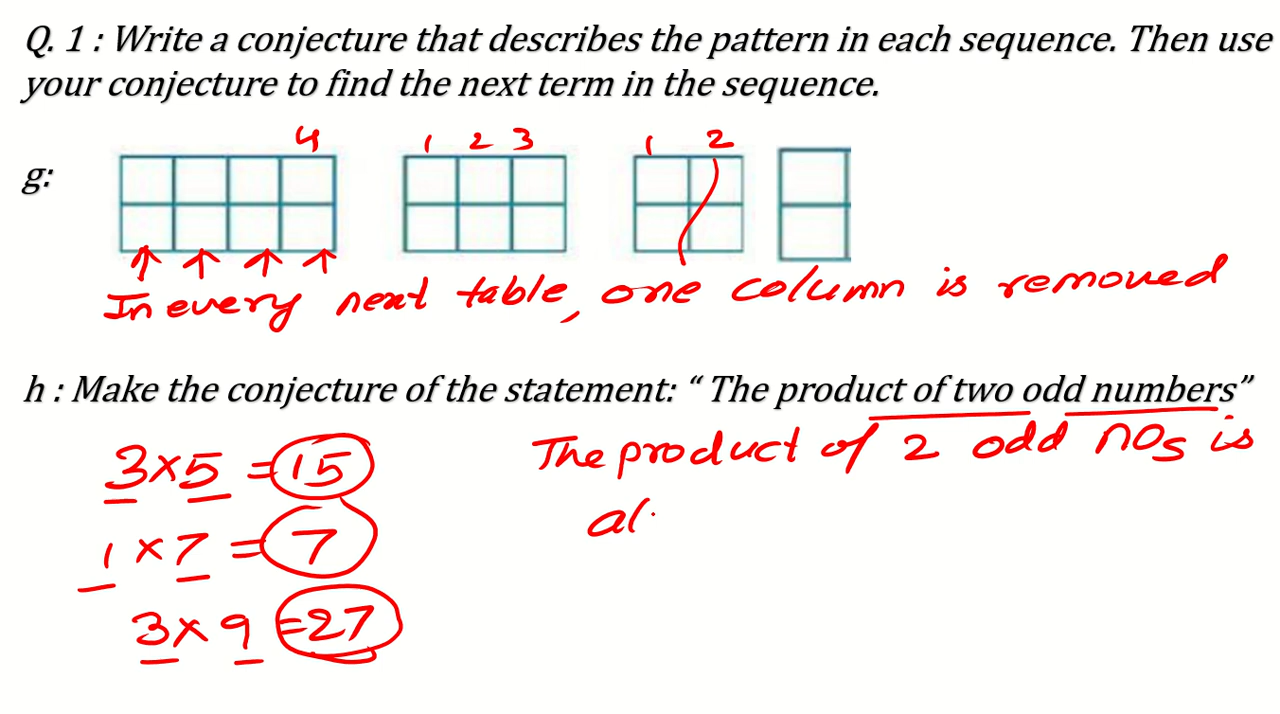 Q. 1 : Write a conjecture that describes the pattern in each sequence. Then use
your conjecture to find the next term in the sequence.
4 1 2 3 1 2
g:
In every next table, one column is removed
h : Make the conjecture of the statement: “ The product of two odd numbers”
The product of 2 odd nos is
al
3×5 =15
1 ×7 =7
3× 9 =27